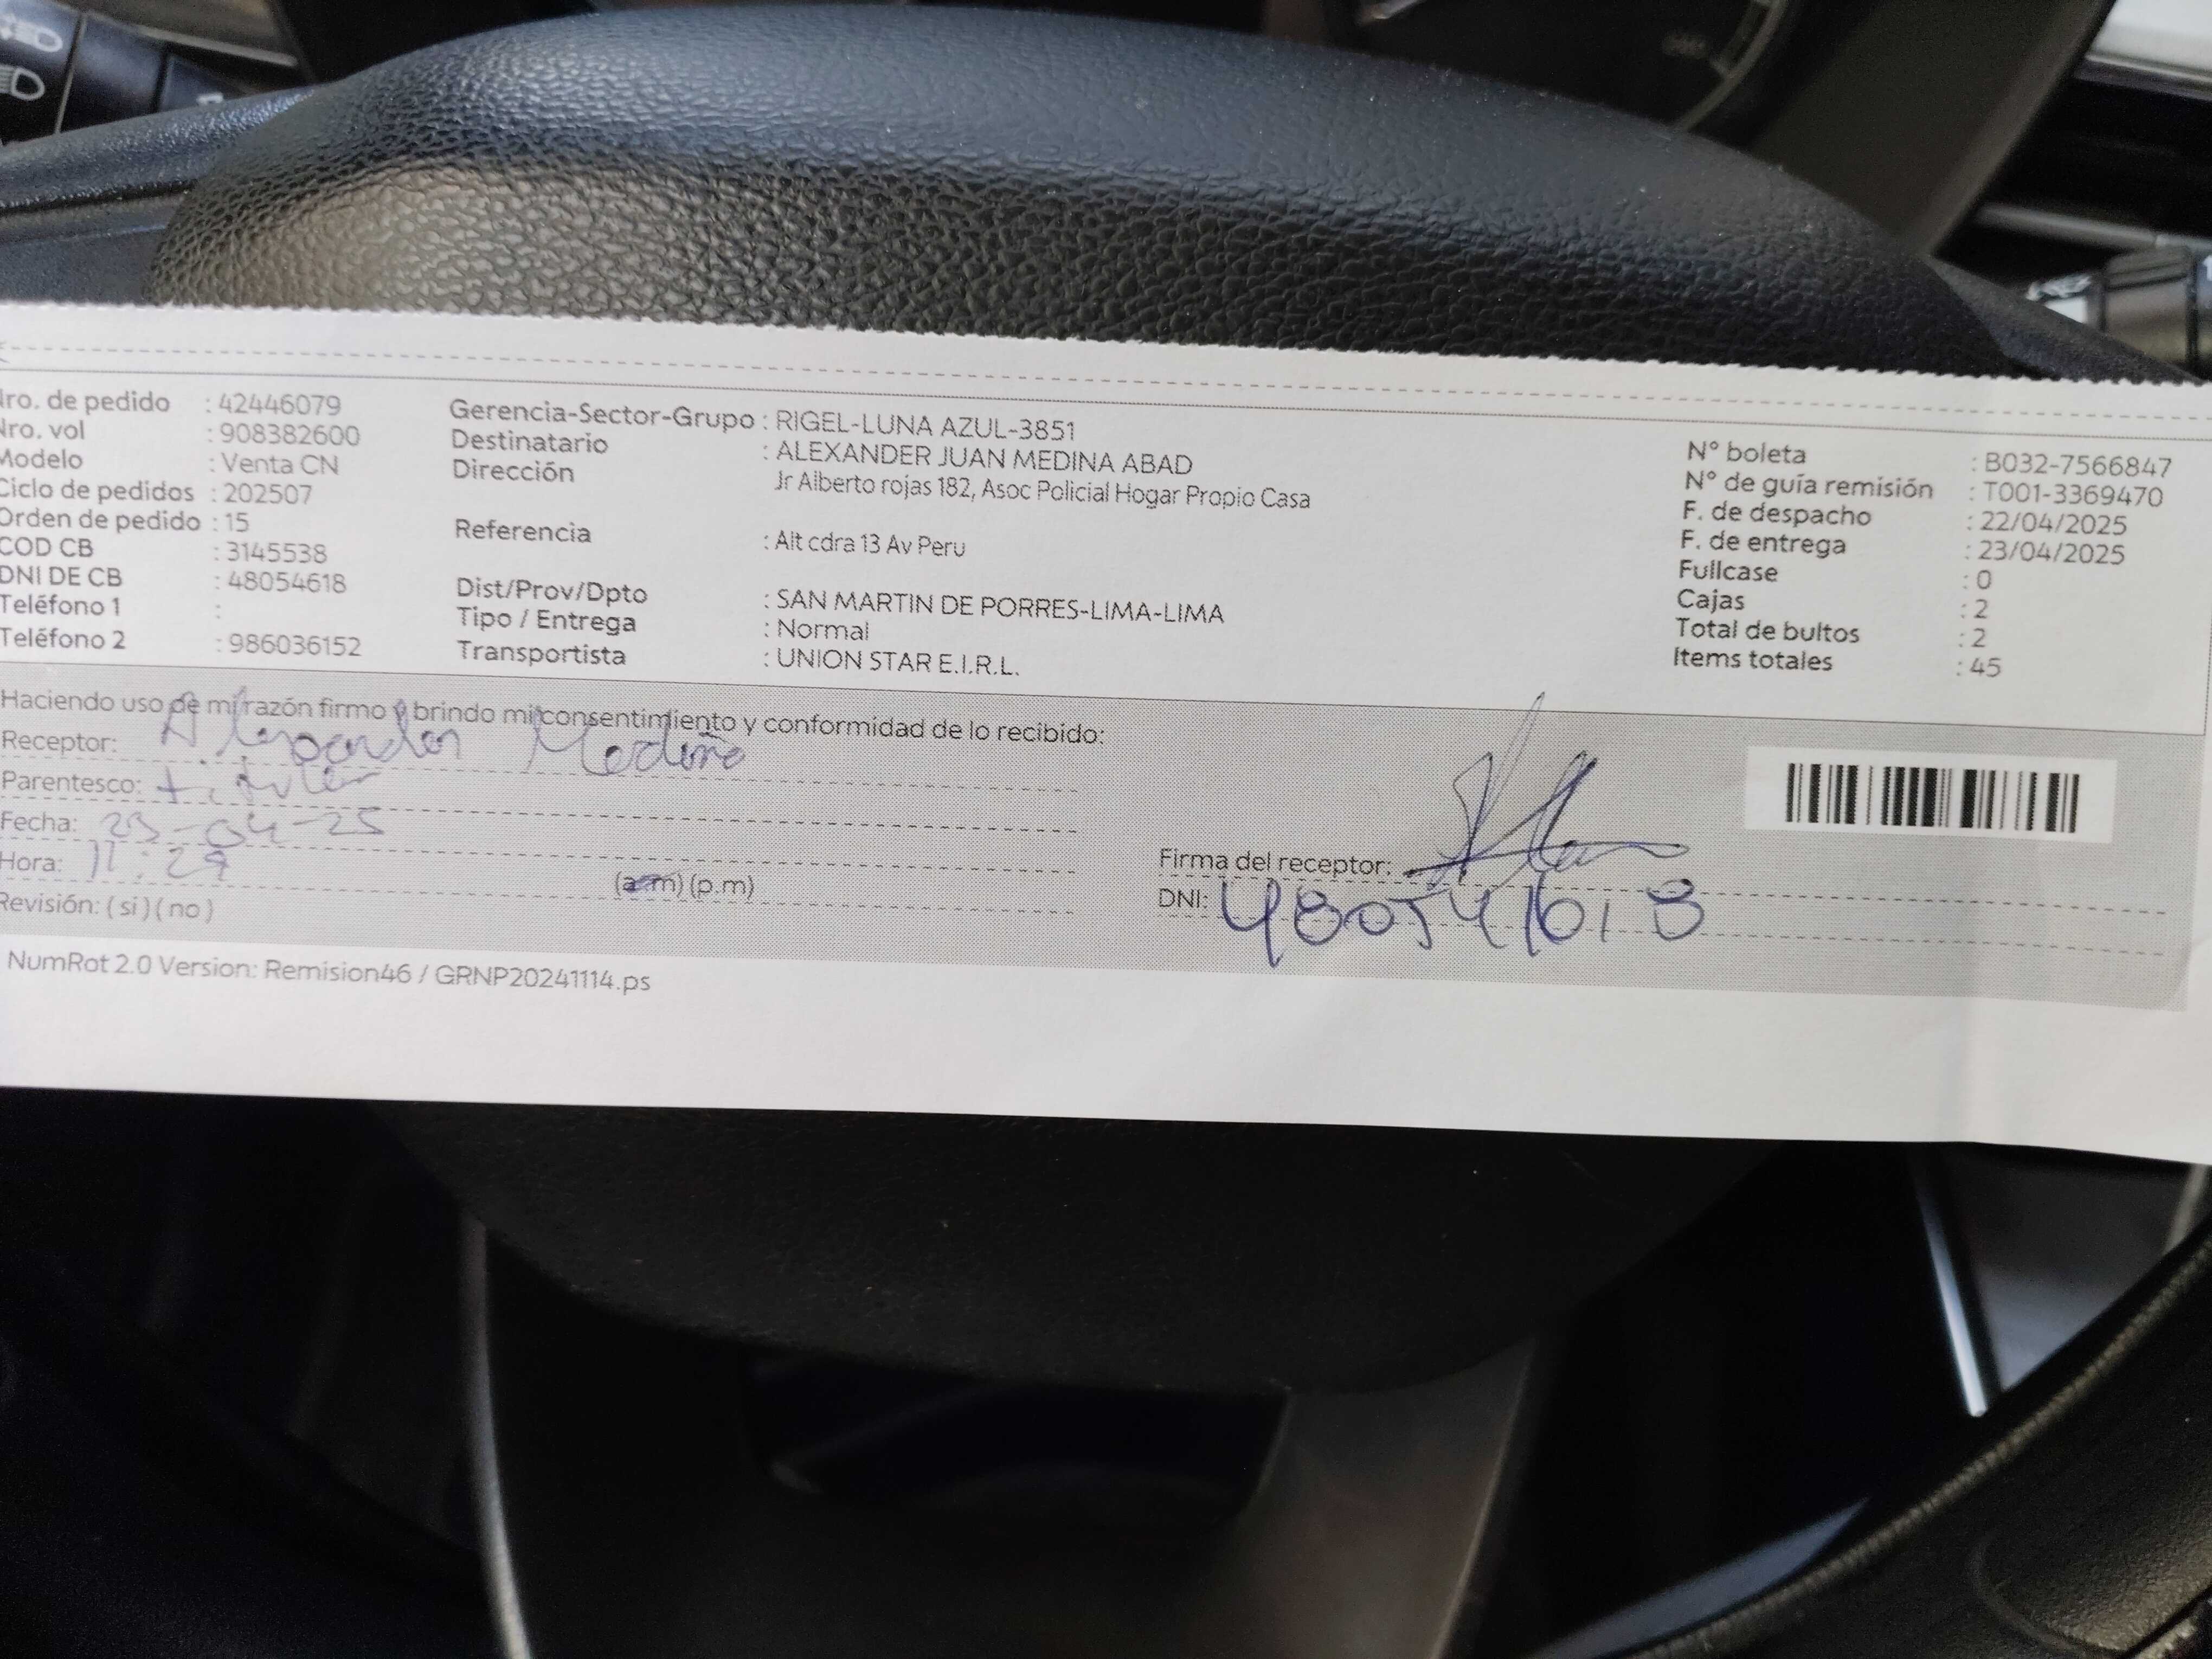 Nro. de pedido : 42446079
Nro. vol : 908382600
Modelo : Venta CN
Ciclo de pedidos : 202507
Orden de pedido : 15
COD CB : 3145538
DNI DE CB : 48054618
Teléfono 1 :
Teléfono 2 : 986036152
Gerencia-Sector-Grupo : RIGEL-LUNA AZUL-3851
Destinatario : ALEXANDER JUAN MEDINA ABAD
Dirección Jr Alberto rojas 182, Asoc Policial Hogar Propio Casa
Referencia : Alt cdra 13 Av Peru
Dist/Prov/Dpto : SAN MARTIN DE PORRES-LIMA-LIMA
Tipo / Entrega : Normal
Transportista : UNION STAR E.I.R.L.
N° boleta : B032-7566847
N° de guía remisión : T001-3369470
F. de despacho : 22/04/2025
F. de entrega : 23/04/2025
Fullcase : 0
Cajas : 2
Total de bultos : 2
Items totales : 45
Haciendo uso de mi razón firmo y brindo mi consentimiento y conformidad de lo recibido:
Receptor: Alexander Medina
Parentesco: titular
Fecha: 23-04-25
Hora: 11:29 (a.m) (p.m)
Revisión: (si) (no)
Firma del receptor:
DNI: 48054618
NumRot 2.0 Version: Remision46 / GRNP20241114.ps